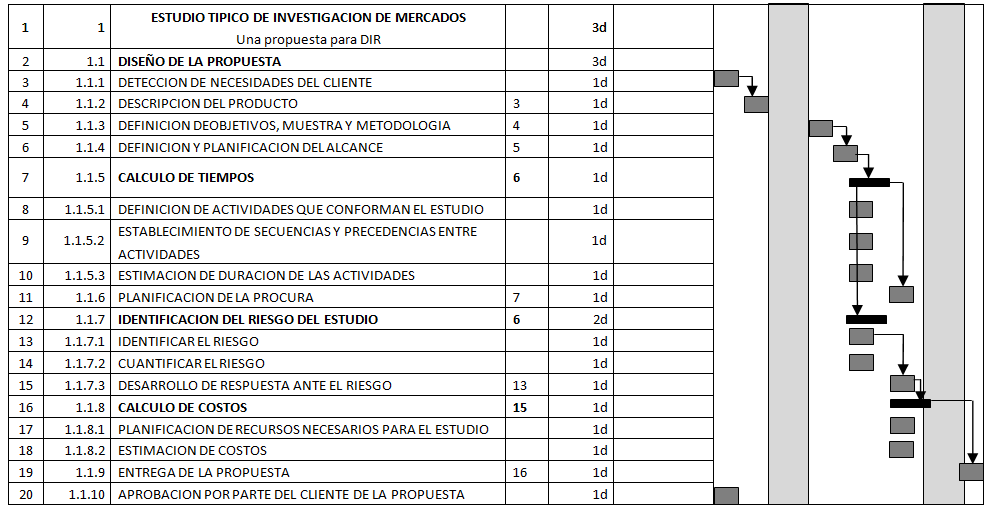 1 1 ESTUDIO TIPICO DE INVESTIGACION DE MERCADOS 3d
Una propuesta para DIR
2 1.1 DISEÑO DE LA PROPUESTA 3d
3 1.1.1 DETECCION DE NECESIDADES DEL CLIENTE 1d
4 1.1.2 DESCRIPCION DEL PRODUCTO 3 1d
5 1.1.3 DEFINICION DEOBJETIVOS, MUESTRA Y METODOLOGIA 4 1d
6 1.1.4 DEFINICION Y PLANIFICACION DEL ALCANCE 5 1d
7 1.1.5 CALCULO DE TIEMPOS 6 1d
8 1.1.5.1 DEFINICION DE ACTIVIDADES QUE CONFORMAN EL ESTUDIO 1d
9 1.1.5.2 ESTABLECIMIENTO DE SECUENCIAS Y PRECEDENCIAS ENTRE 1d
ACTIVIDADES
10 1.1.5.3 ESTIMACION DE DURACION DE LAS ACTIVIDADES 1d
11 1.1.6 PLANIFICACION DE LA PROCURA 7 1d
12 1.1.7 IDENTIFICACION DEL RIESGO DEL ESTUDIO 6 2d
13 1.1.7.1 IDENTIFICAR EL RIESGO 1d
14 1.1.7.2 CUANTIFICAR EL RIESGO 1d
15 1.1.7.3 DESARROLLO DE RESPUESTA ANTE EL RIESGO 13 1d
16 1.1.8 CALCULO DE COSTOS 15 1d
17 1.1.8.1 PLANIFICACION DE RECURSOS NECESARIOS PARA EL ESTUDIO 1d
18 1.1.8.2 ESTIMACION DE COSTOS 1d
19 1.1.9 ENTREGA DE LA PROPUESTA 16 1d
20 1.1.10 APROBACION POR PARTE DEL CLIENTE DE LA PROPUESTA 1d